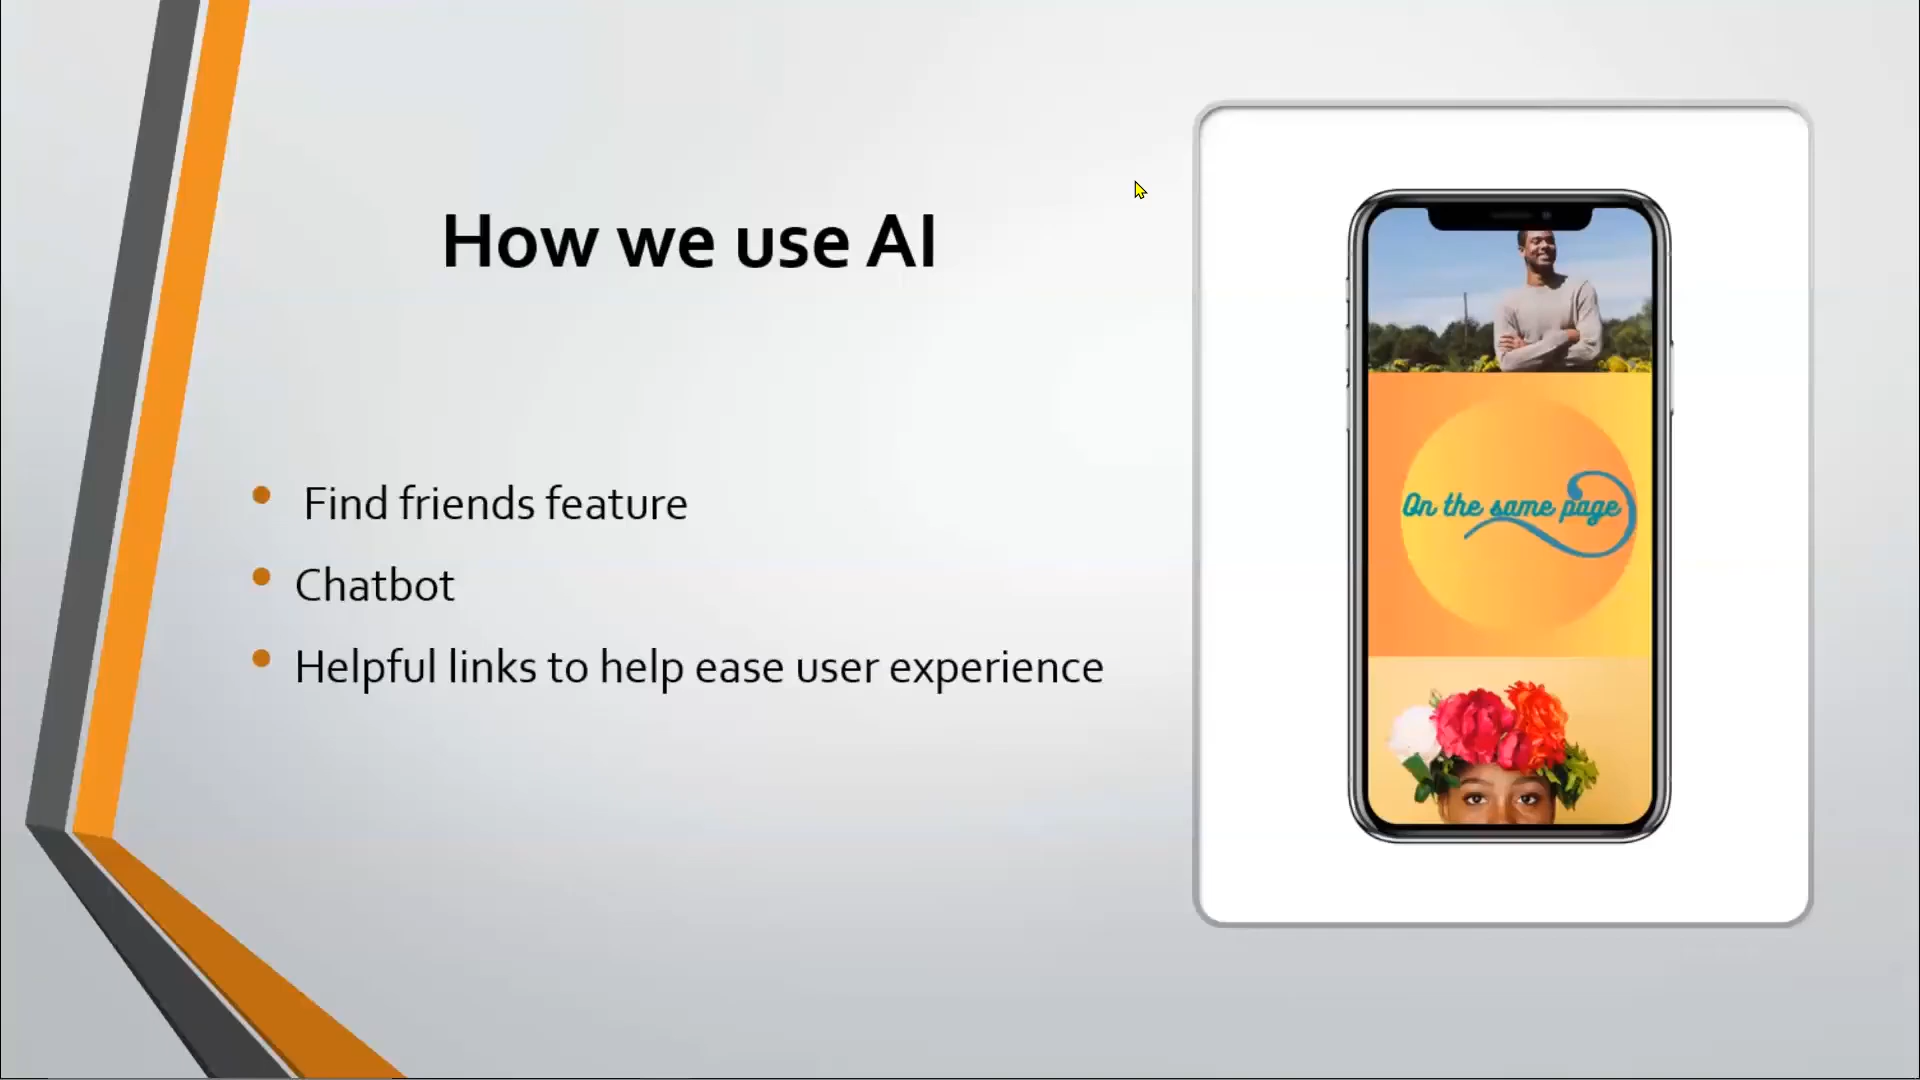 How we use AI
Find friends feature
Chatbot
Helpful links to help ease user experience
On the same page